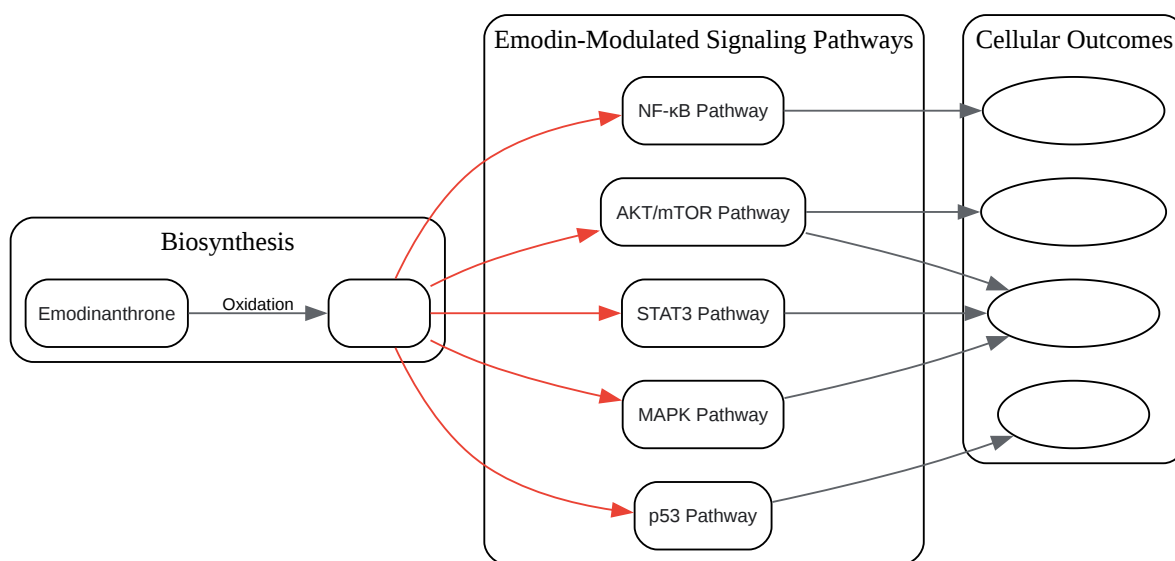 Emodin-Modulated Signaling Pathways
Cellular Outcomes
NF-κB Pathway
AKT/mTOR Pathway
Biosynthesis
Emodinanthrone
Oxidation
STAT3 Pathway
MAPK Pathway
p53 Pathway